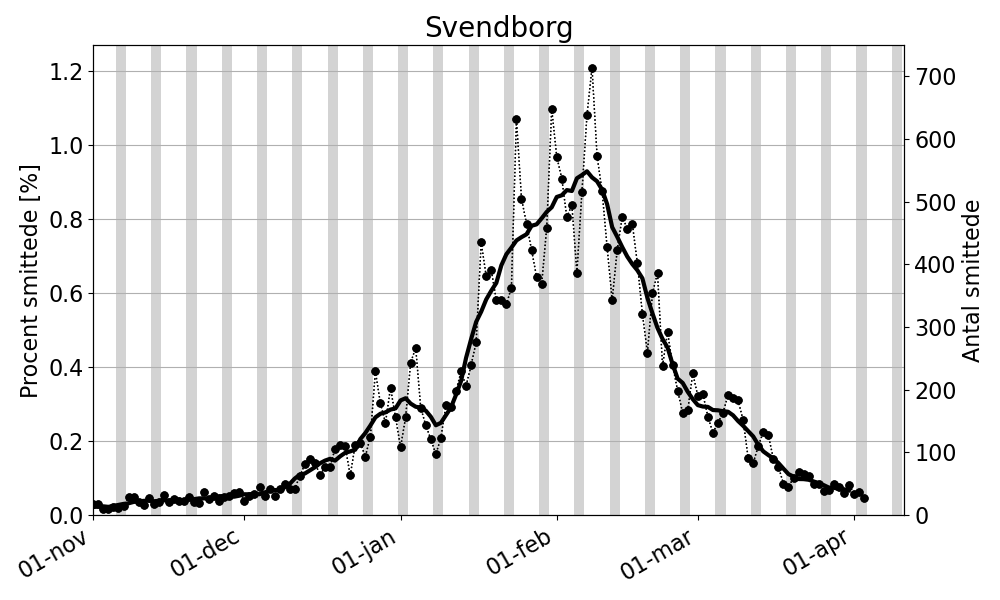 Svendborg
Procent smittede [%]
1.2
1.0
0.8
0.6
0.4
0.2
0.0
700
600
500
400
300
200
100
0
Antal smittede
01-nov
01-dec
01-jan
01-feb
01-mar
01-apr